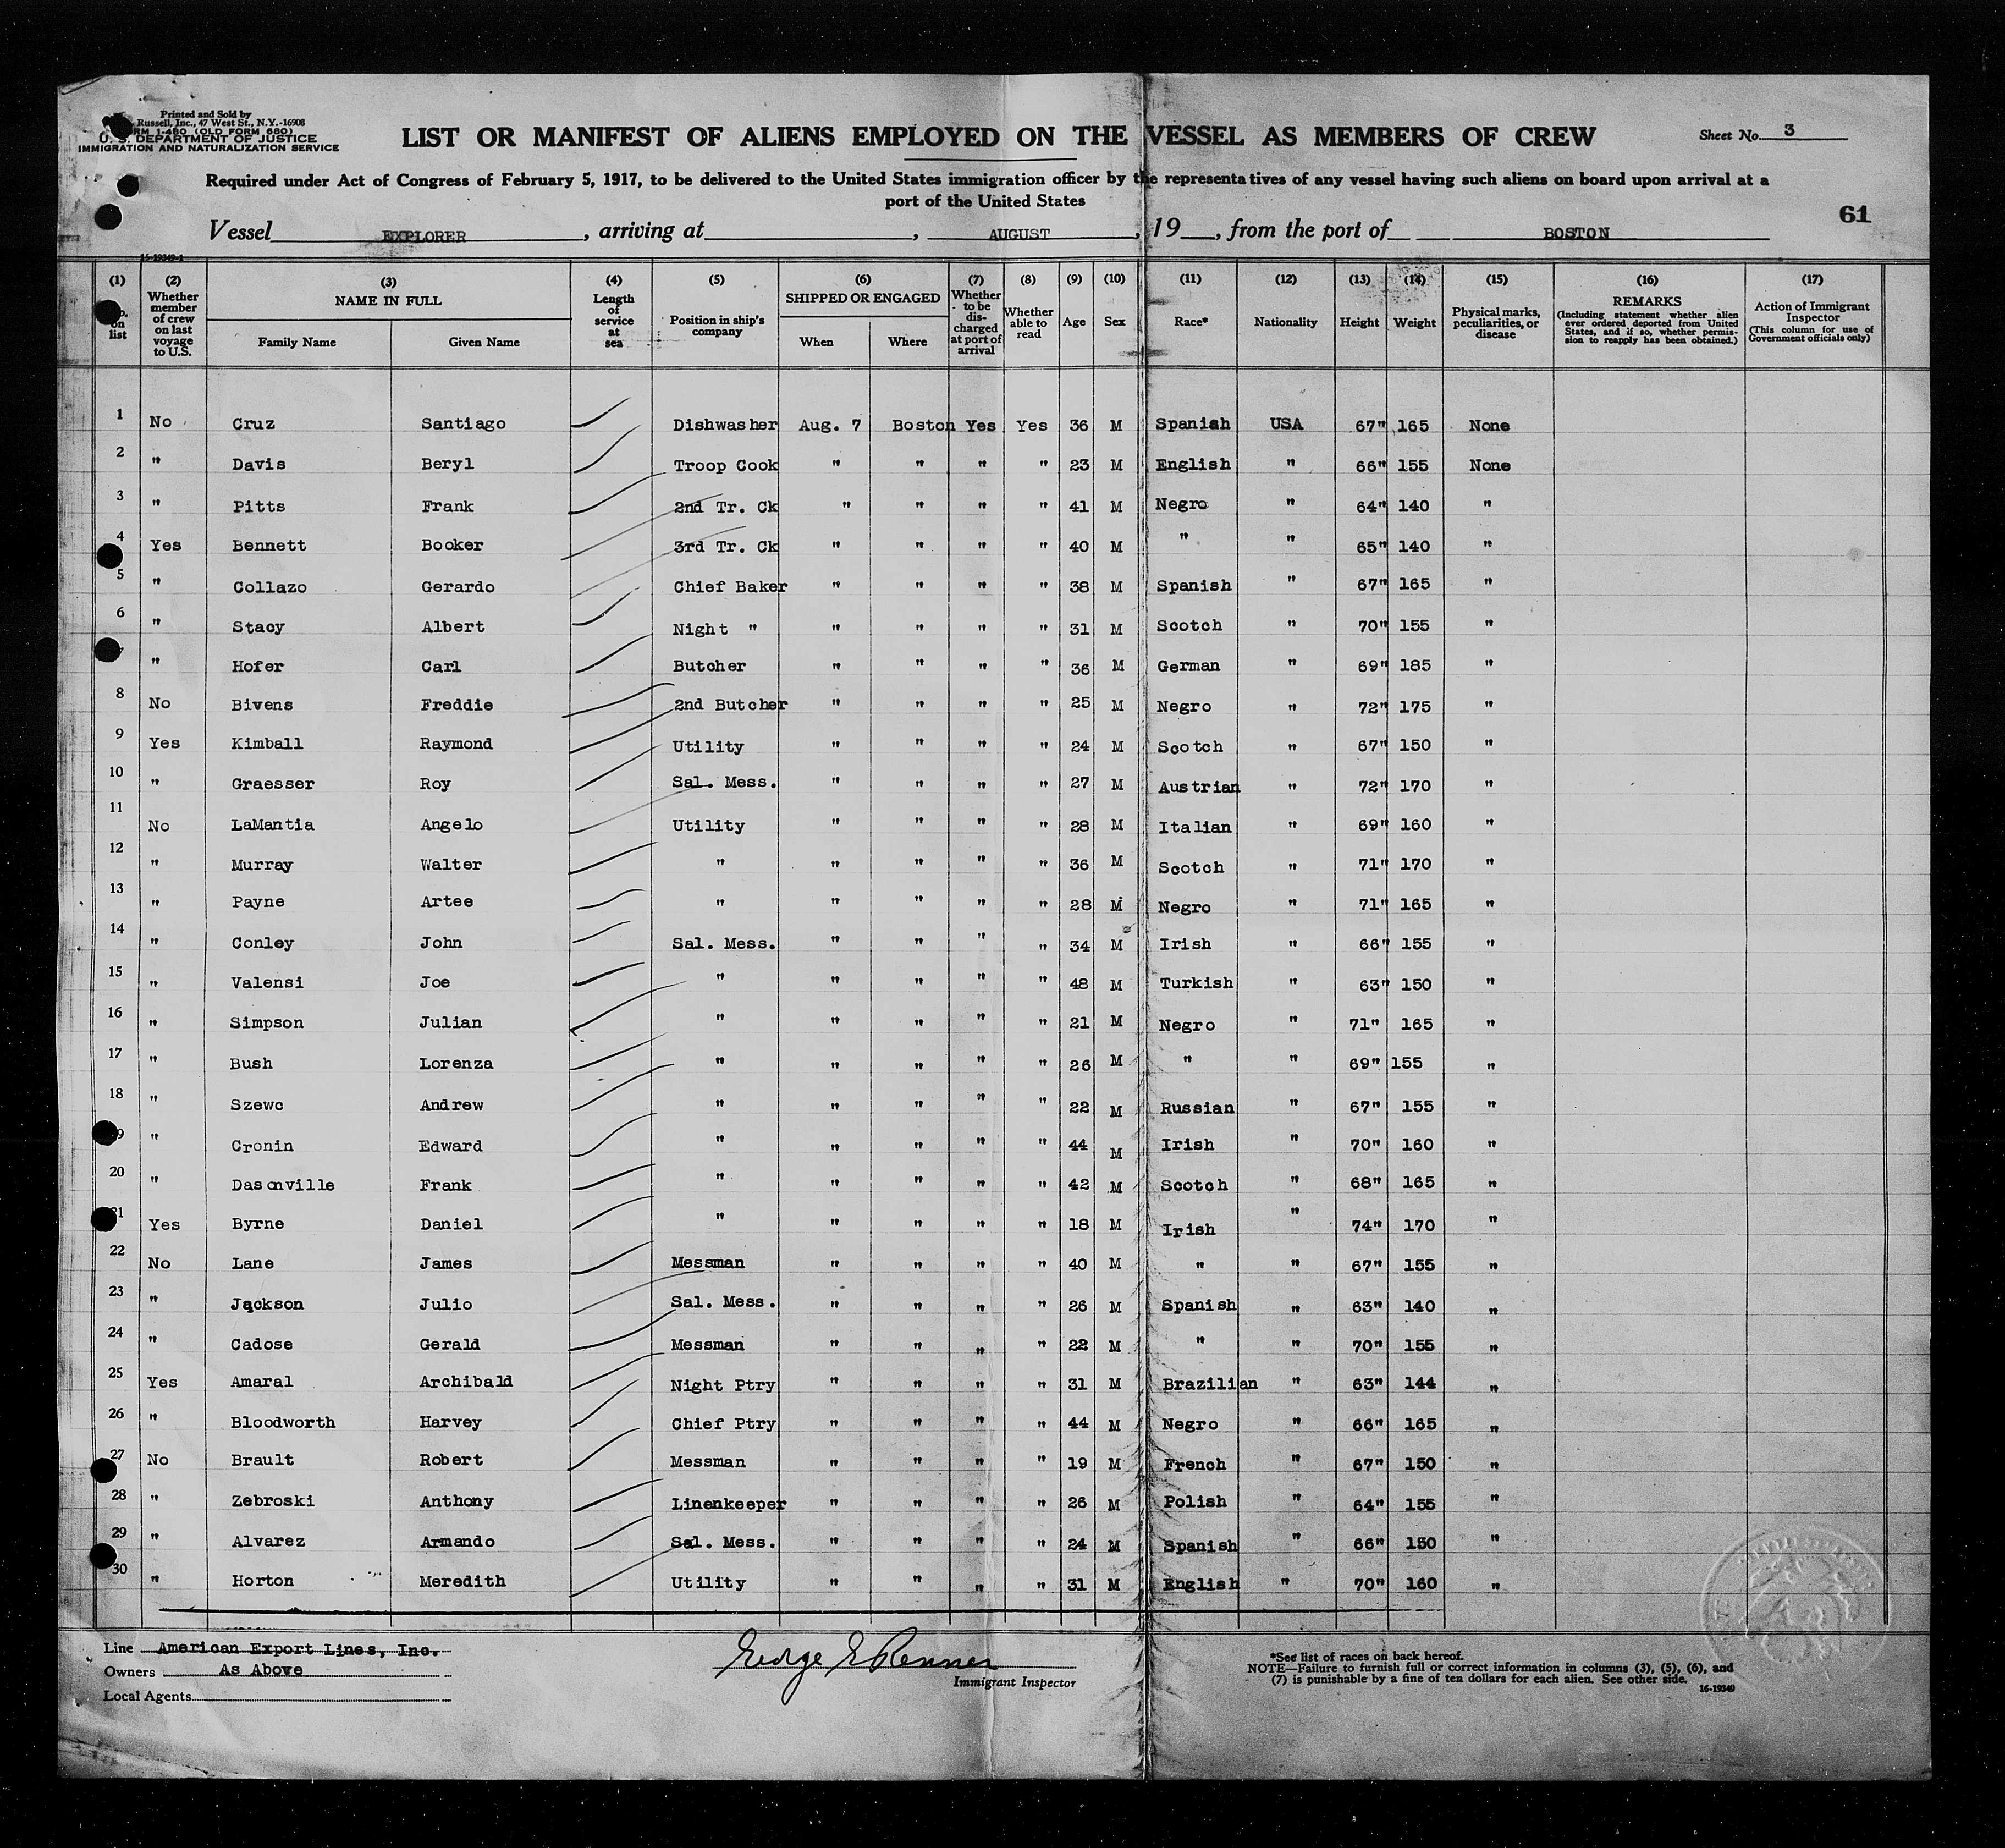 Printed and Sold by
Russell, Inc., 47 West St., N.Y.-16908
RM 1-480 (OLD FORM 680)
U. S. DEPARTMENT OF JUSTICE
IMMIGRATION AND NATURALIZATION SERVICE
LIST OR MANIFEST OF ALIENS EMPLOYED ON THE VESSEL AS MEMBERS OF CREW
Sheet No. 3
Required under Act of Congress of February 5, 1917, to be delivered to the United States immigration officer by the representatives of any vessel having such aliens on board upon arrival at a
port of the United States
61
Vessel EXPLORER, arriving at , AUGUST, 19 , from the port of BOSTON
16-19349-1
(1) No. on list
(2) Whether member of crew on last voyage to U.S.
(3) NAME IN FULL Family Name Given Name
(4) Length of service at sea
(5) Position in ship's company
(6) SHIPPED OR ENGAGED When Where
(7) Whether to be discharged at port of arrival
(8) Whether able to read
(9) Age
(10) Sex
(11) Race*
(12) Nationality
(13) Height
(14) Weight
(15) Physical marks, peculiarities, or disease
(16) REMARKS (Including statement whether alien ever ordered deported from United States, and if so, whether permission to reapply has been obtained.)
(17) Action of Immigrant Inspector (This column for use of Government officials only)
1 No Cruz Santiago Dishwasher Aug. 7 Boston Yes Yes 36 M Spanish USA 67" 165 None
2 " Davis Beryl Troop Cook " " " " 23 M English " 66" 155 None
3 " Pitts Frank 2nd Tr. Ck " " " " 41 M Negro " 64" 140 "
4 Yes Bennett Booker 3rd Tr. Ck " " " " 40 M " " 65" 140 "
5 " Collazo Gerardo Chief Baker " " " " 38 M Spanish " 67" 165 "
6 " Stacy Albert Night " " " " " 31 M Scotch " 70" 155 "
" Hofer Carl Butcher " " " " 36 M German " 69" 185 "
8 No Bivens Freddie 2nd Butcher " " " " 25 M Negro " 72" 175 "
9 Yes Kimball Raymond Utility " " " " 24 M Scotch " 67" 150 "
10 " Graesser Roy Sal. Mess. " " " " 27 M Austrian " 72" 170 "
11 No LaMantia Angelo Utility " " " " 28 M Italian " 69" 160 "
12 " Murray Walter " " " " " 36 M Scotch " 71" 170 "
13 " Payne Artee " " " " " 28 M Negro " 71" 165 "
14 " Conley John Sal. Mess. " " " " 34 M Irish " 66" 155 "
15 " Valensi Joe " " " " " 48 M Turkish " 63" 150 "
16 " Simpson Julian " " " " " 21 M Negro " 71" 165 "
17 " Bush Lorenza " " " " " 26 M " " 69" 155 "
18 " Szewc Andrew " " " " " 22 M Russian " 67" 155 "
19 " Cronin Edward " " " " " 44 M Irish " 70" 160 "
20 " Dasonville Frank " " " " " 42 M Scotch " 68" 165 "
21 Yes Byrne Daniel " " " " " 18 M Irish " 74" 170 "
22 No Lane James Messman " " " " 40 M " " 67" 155 "
23 " Jackson Julio Sal. Mess. " " " " 26 M Spanish " 63" 140 "
24 " Cadose Gerald Messman " " " " 22 M " " 70" 155 "
25 Yes Amaral Archibald Night Ptry " " " " 31 M Brazilian " 63" 144 "
26 " Bloodworth Harvey Chief Ptry " " " " 44 M Negro " 66" 165 "
27 No Brault Robert Messman " " " " 19 M French " 67" 150 "
28 " Zebroski Anthony Linenkeeper " " " " 26 M Polish " 64" 155 "
29 " Alvarez Armando Sal. Mess. " " " " 24 M Spanish " 66" 150 "
30 " Horton Meredith Utility " " " " 31 M English " 70" 160 "
Line American Export Lines, Inc.
Owners As Above
Local Agents
George E Renner
Immigrant Inspector
*See list of races on back hereof.
NOTE—Failure to furnish full or correct information in columns (3), (5), (6), and
(7) is punishable by a fine of ten dollars for each alien. See other side.
16-19349